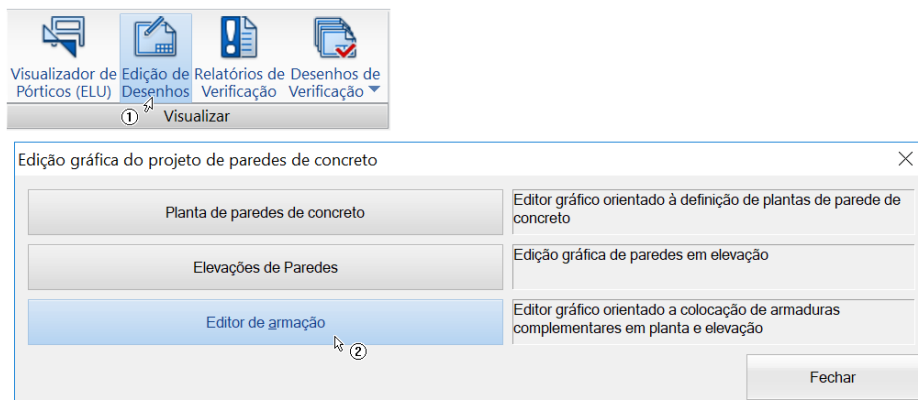 Visualizador de Edição de Relatórios de Desenhos de
Pórticos (ELU) Desenhos Verificação Verificação
① Visualizar
Edição gráfica do projeto de paredes de concreto
Planta de paredes de concreto
Editor gráfico orientado à definição de plantas de parede de
concreto
Elevações de Paredes
Edição gráfica de paredes em elevação
Editor de armação
②
Editor gráfico orientado a colocação de armaduras
complementares em planta e elevação
Fechar